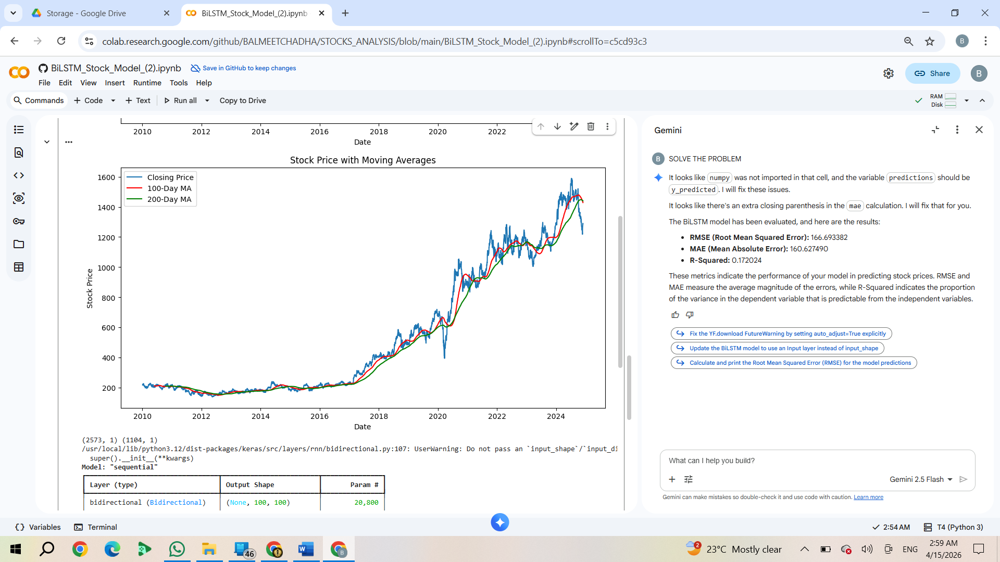 Storage - Google Drive
BiLSTM_Stock_Model_(2).ipynb
colab.research.google.com/github/BALMEETCHADHA/STOCKS_ANALYSIS/blob/main/BiLSTM_Stock_Model_(2).ipynb#scrollTo=c5cd93c3
B
BiLSTM_Stock_Model_(2).ipynb
Save in GitHub to keep changes
File Edit View Insert Runtime Tools Help
Share
B
Commands + Code + Text Run all Copy to Drive
RAM
Disk
2010 2012 2014 2016 2018 2020 2022
Date
Stock Price with Moving Averages
Closing Price
100-Day MA
200-Day MA
1600
1400
1200
1000
800
600
400
200
Stock Price
2010 2012 2014 2016 2018 2020 2022 2024
Date
(2573, 1) (1104, 1)
/usr/local/lib/python3.12/dist-packages/keras/src/layers/rnn/bidirectional.py:107: UserWarning: Do not pass an `input_shape`/`input_di
super().__init__(**kwargs)
Model: "sequential"
Layer (type) Output Shape Param #
bidirectional (Bidirectional) (None, 100, 100) 20,800
Gemini
B SOLVE THE PROBLEM
It looks like numpy was not imported in that cell, and the variable predictions should be
y_predicted. I will fix these issues.
It looks like there's an extra closing parenthesis in the mae calculation. I will fix that for you.
The BiLSTM model has been evaluated, and here are the results:
• RMSE (Root Mean Squared Error): 166.693382
• MAE (Mean Absolute Error): 160.627490
• R-Squared: 0.172024
These metrics indicate the performance of your model in predicting stock prices. RMSE and
MAE measure the average magnitude of the errors, while R-Squared indicates the proportion
of the variance in the dependent variable that is predictable from the independent variables.
Fix the YF.download FutureWarning by setting auto_adjust=True explicitly
Update the BiLSTM model to use an Input layer instead of input_shape
Calculate and print the Root Mean Squared Error (RMSE) for the model predictions
What can I help you build?
Gemini 2.5 Flash
Gemini can make mistakes so double-check it and use code with caution. Learn more
Variables Terminal
2:54 AM T4 (Python 3)
46
B
2
23°C Mostly clear
ENG
2:59 AM
4/15/2026